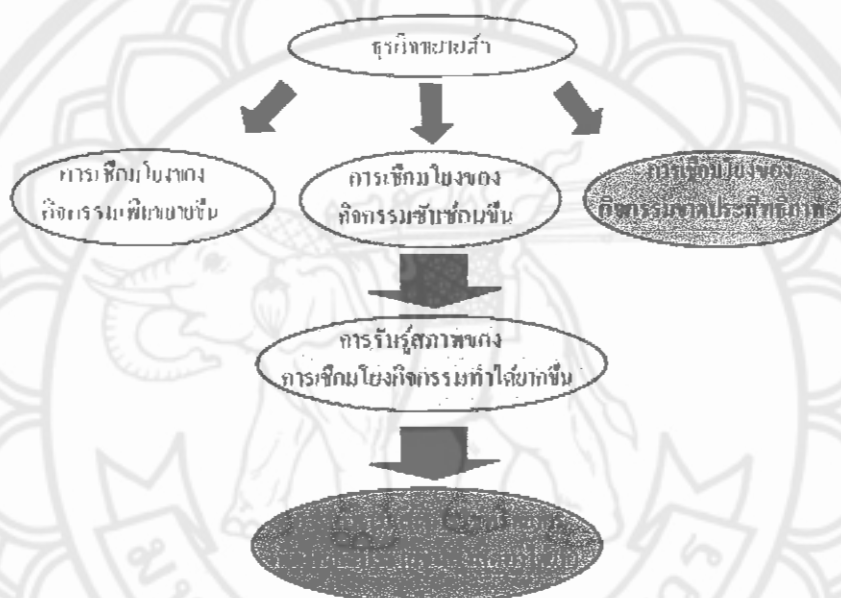 ธุรกิจขยายตัว
การเชื่อมโยงของ
กิจกรรมเพิ่มขยายขึ้น
การเชื่อมโยงของ
กิจกรรมซับซ้อนขึ้น
การเชื่อมโยงของ
กิจกรรมขาดประสิทธิภาพ
การรับรู้สภาพของ
การเชื่อมโยงกิจกรรมทำได้ยากขึ้น